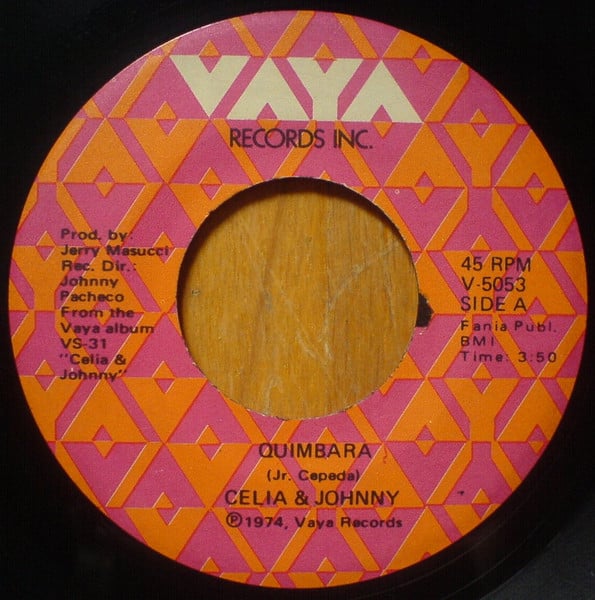 VAYA
RECORDS INC.
Prod. by:
Jerry Masucci
Rec. Dir.:
Johnny
Pacheco
From the
Vaya album
VS-31
"Celia &
Johnny"
45 RPM
V-5053
SIDE A
Fania Publ.
BMI
Time: 3:50
QUIMBARA
(Jr. Cepeda)
CELIA & JOHNNY
Ⓟ1974, Vaya Records